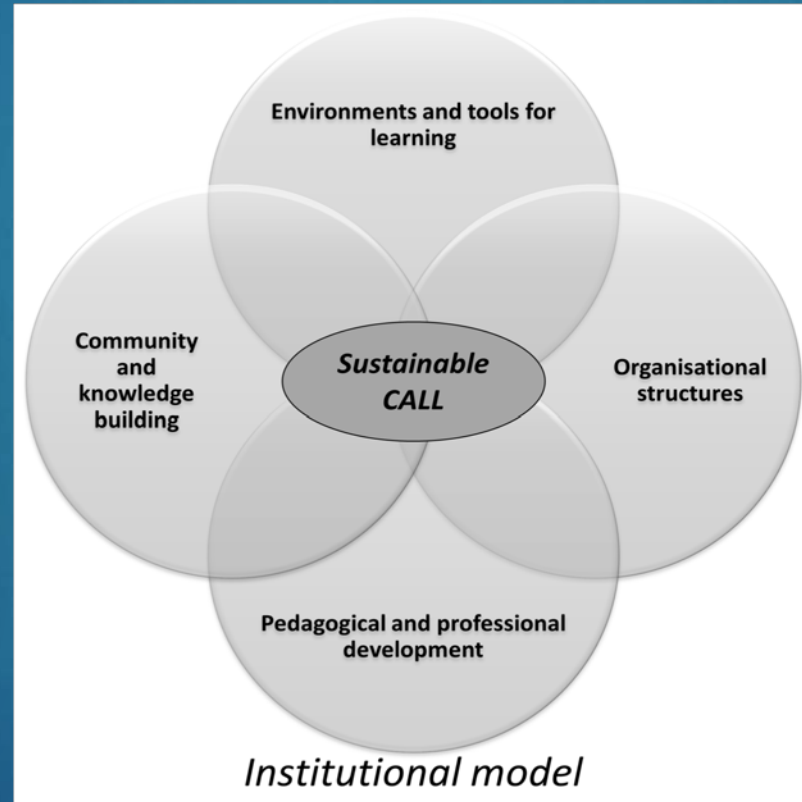 Environments and tools for
learning
Community
and
knowledge
building
Sustainable
CALL
Organisational
structures
Pedagogical and professional
development
Institutional model